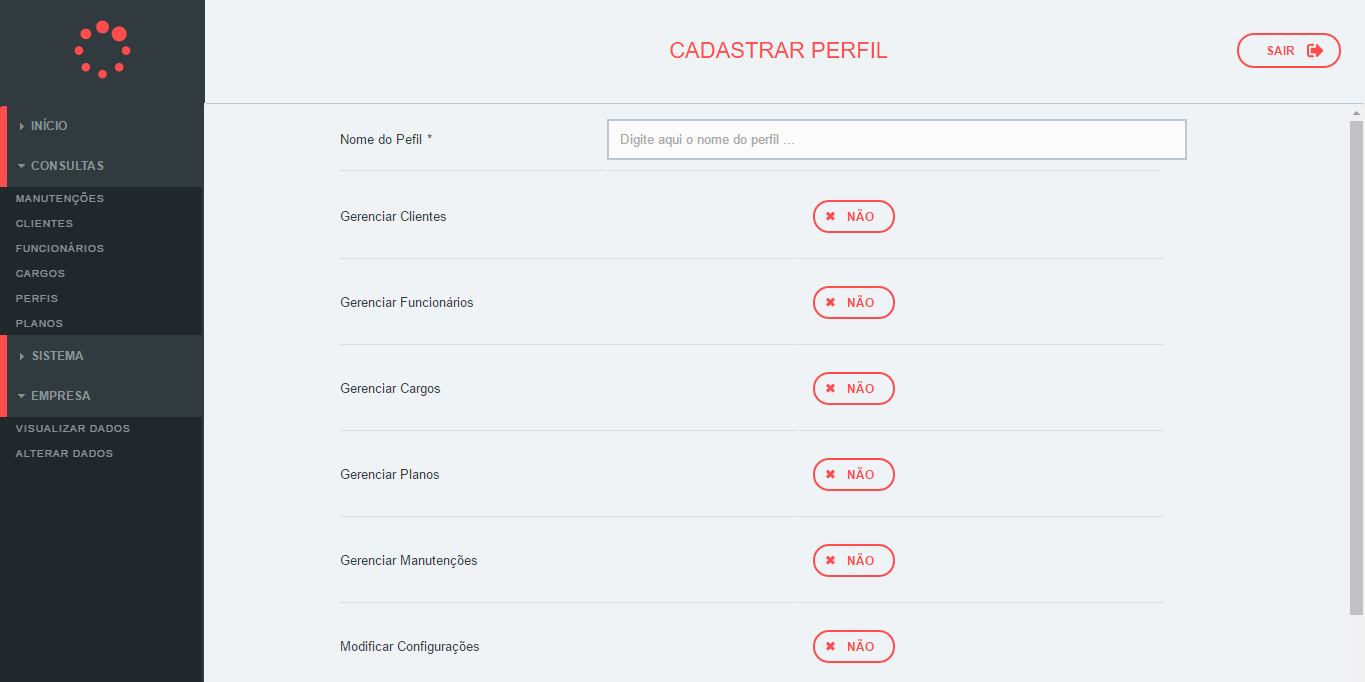 CADASTRAR PERFIL
SAIR
INÍCIO
CONSULTAS
MANUTENÇÕES
CLIENTES
FUNCIONÁRIOS
CARGOS
PERFIS
PLANOS
SISTEMA
EMPRESA
VISUALIZAR DADOS
ALTERAR DADOS
Nome do Pefil *
Digite aqui o nome do perfil ...
Gerenciar Clientes
NÃO
Gerenciar Funcionários
NÃO
Gerenciar Cargos
NÃO
Gerenciar Planos
NÃO
Gerenciar Manutenções
NÃO
Modificar Configurações
NÃO